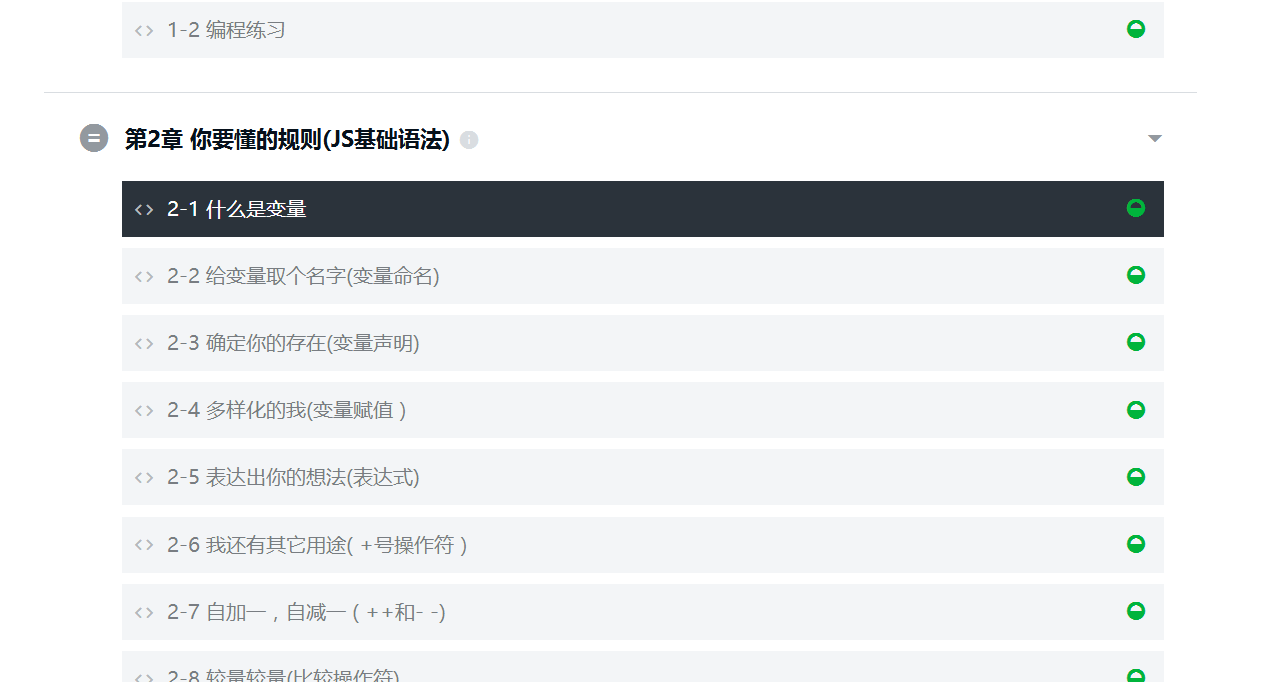 1-2 编程练习
第2章 你要懂的规则(JS基础语法)
2-1 什么是变量
2-2 给变量取个名字(变量命名)
2-3 确定你的存在(变量声明)
2-4 多样化的我(变量赋值 )
2-5 表达出你的想法(表达式)
2-6 我还有其它用途( +号操作符 )
2-7 自加一，自减一 ( ++和- -)
2-8 较量较量(比较操作符)